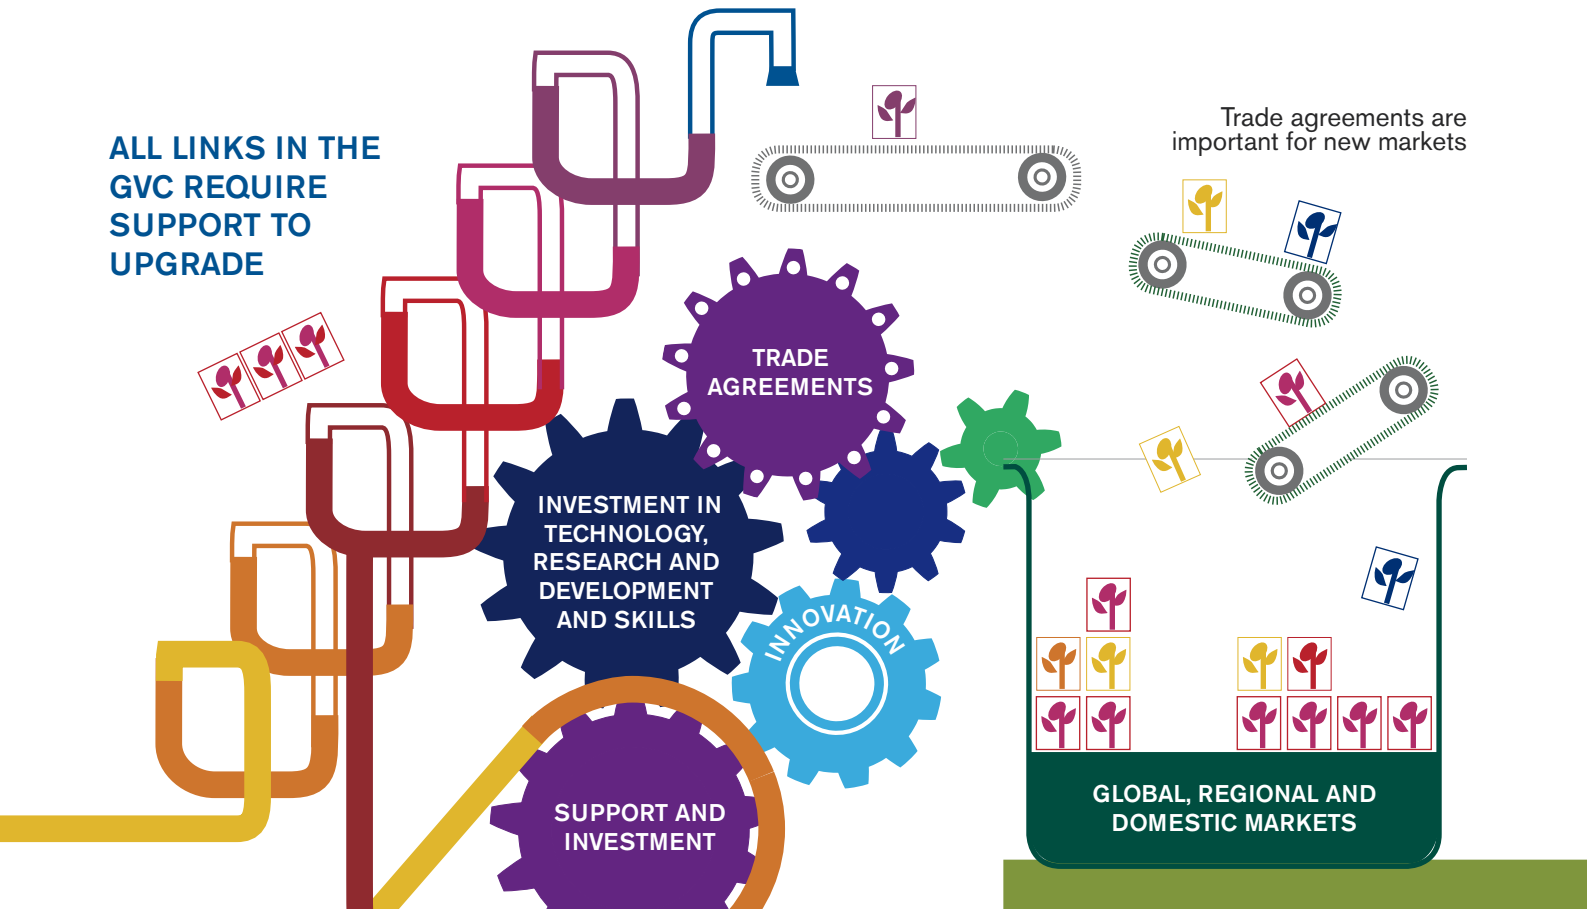 ALL LINKS IN THE
GVC REQUIRE
SUPPORT TO
UPGRADE
Trade agreements are
important for new markets
TRADE
AGREEMENTS
INVESTMENT IN
TECHNOLOGY,
RESEARCH AND
DEVELOPMENT
AND SKILLS
INNOVATION
SUPPORT AND
INVESTMENT
GLOBAL, REGIONAL AND
DOMESTIC MARKETS